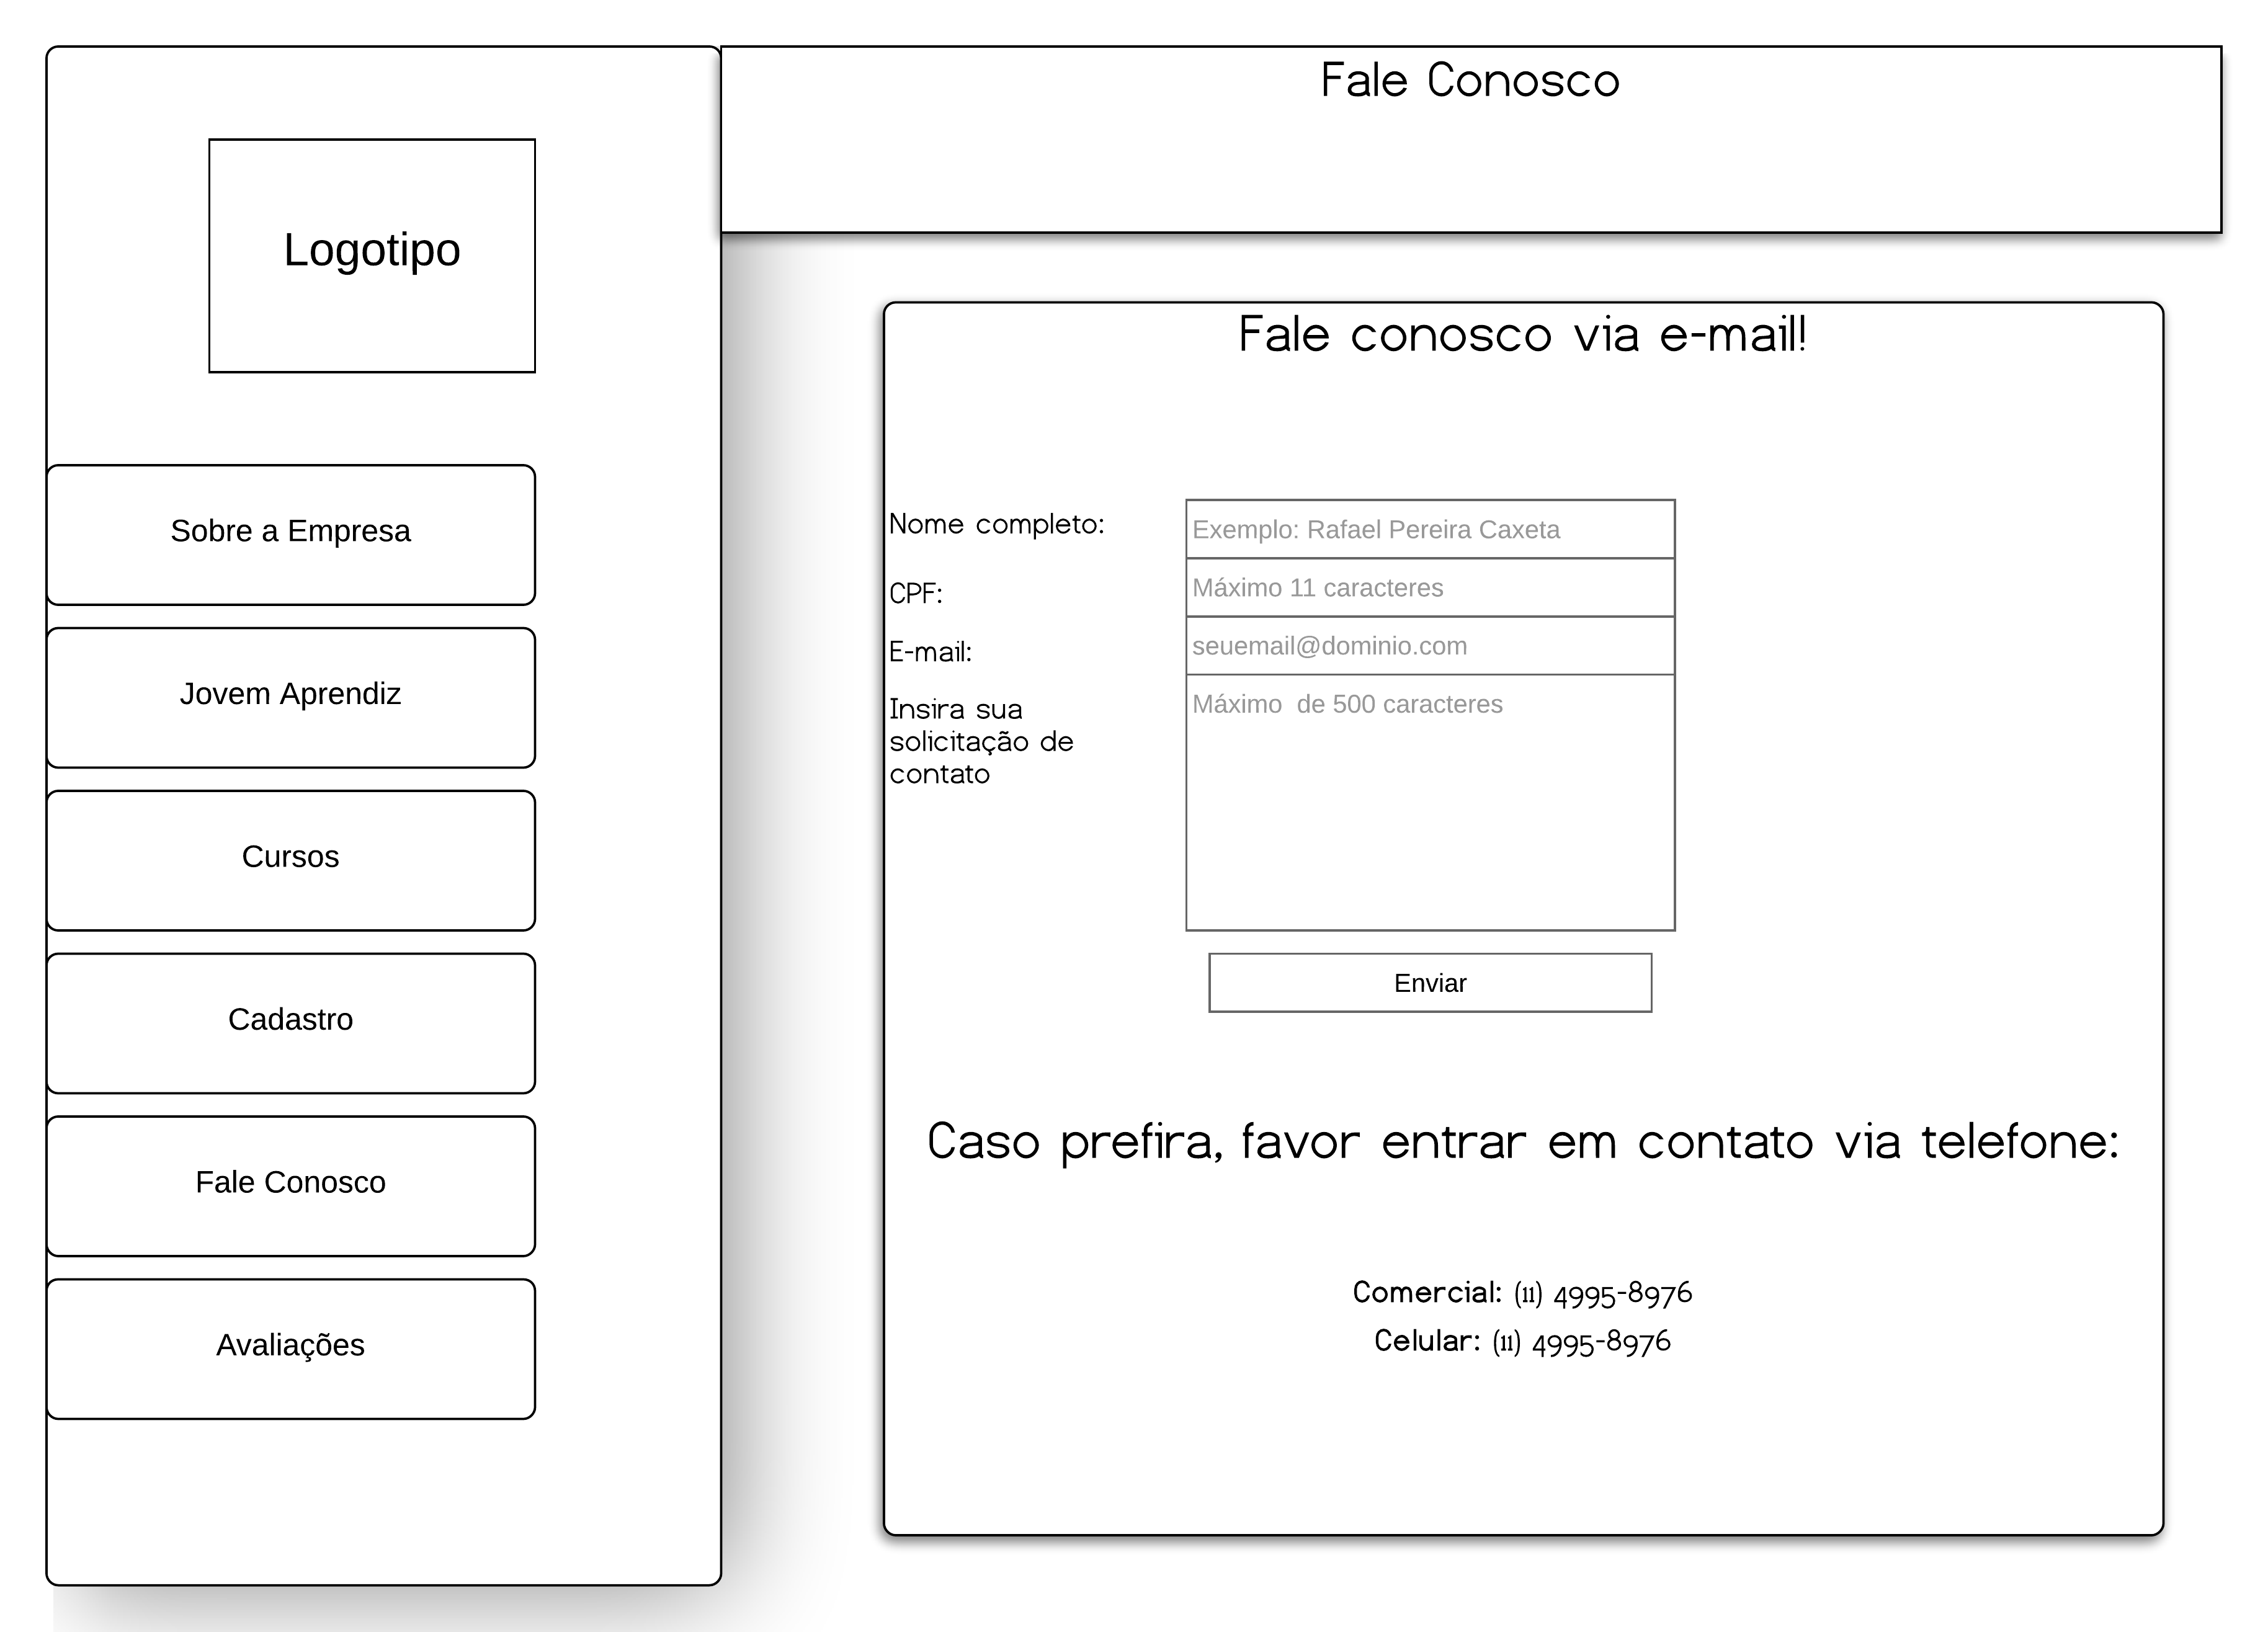 Fale Conosco
Logotipo
Sobre a Empresa
Jovem Aprendiz
Cursos
Cadastro
Fale Conosco
Avaliações
Fale conosco via e-mail!
Nome completo:
Exemplo: Rafael Pereira Caxeta
CPF:
Máximo 11 caracteres
E-mail:
seuemail@dominio.com
Insira sua
solicitação de
contato
Máximo  de 500 caracteres
Enviar
Caso prefira, favor entrar em contato via telefone:
Comercial: (11) 4995-8976
Celular: (11) 4995-8976